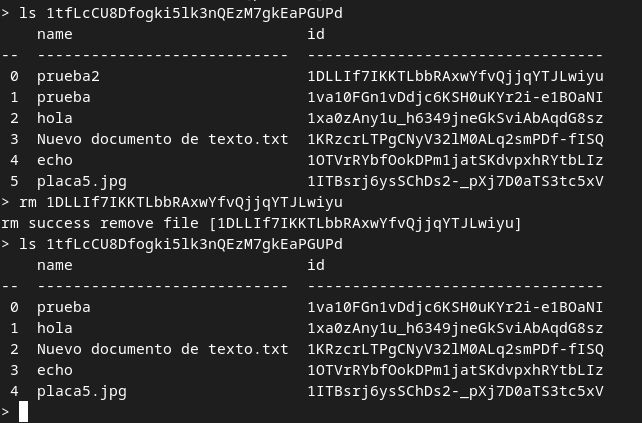 > ls 1tfLcCU8Dfogki5lk3nQEzM7gkEaPGUPd
    name                          id
--  ----------------------------  ---------------------------------
 0  prueba2                       1DLLIf7IKKTLbbRAxwYfvQjjqYTJLwiyu
 1  prueba                        1va10FGn1vDdjc6KSH0uKYr2i-e1BOaNI
 2  hola                          1xa0zAny1u_h6349jneGkSviAbAqdG8sz
 3  Nuevo documento de texto.txt  1KRzcrLTPgCNyV32lM0ALq2smPDf-fISQ
 4  echo                          1OTVrRYbfOokDPm1jatSKdvpxhRYtbLIz
 5  placa5.jpg                    1ITBsrj6ysSChDs2-_pXj7D0aTS3tc5xV
> rm 1DLLIf7IKKTLbbRAxwYfvQjjqYTJLwiyu
rm success remove file [1DLLIf7IKKTLbbRAxwYfvQjjqYTJLwiyu]
> ls 1tfLcCU8Dfogki5lk3nQEzM7gkEaPGUPd
    name                          id
--  ----------------------------  ---------------------------------
 0  prueba                        1va10FGn1vDdjc6KSH0uKYr2i-e1BOaNI
 1  hola                          1xa0zAny1u_h6349jneGkSviAbAqdG8sz
 2  Nuevo documento de texto.txt  1KRzcrLTPgCNyV32lM0ALq2smPDf-fISQ
 3  echo                          1OTVrRYbfOokDPm1jatSKdvpxhRYtbLIz
 4  placa5.jpg                    1ITBsrj6ysSChDs2-_pXj7D0aTS3tc5xV
>